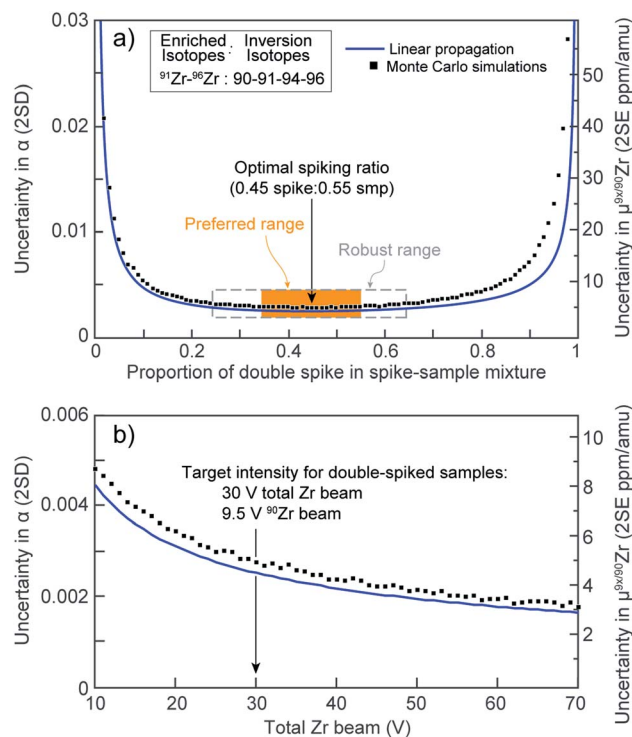 a)
Enriched Isotopes : Inversion Isotopes
⁹¹Zr-⁹⁶Zr : 90-91-94-96
Linear propagation
Monte Carlo simulations
Optimal spiking ratio
(0.45 spike:0.55 smp)
Preferred range
Robust range
Uncertainty in α (2SD)
0.03
0.02
0.01
0
Uncertainty in μ⁹ˣᐟ⁹⁰Zr (2SE ppm/amu)
50
40
30
20
10
0 0.2 0.4 0.6 0.8 1
Proportion of double spike in spike-sample mixture
b)
Target intensity for double-spiked samples:
30 V total Zr beam
9.5 V ⁹⁰Zr beam
Uncertainty in α (2SD)
0.006
0.004
0.002
0
Uncertainty in μ⁹ˣᐟ⁹⁰Zr (2SE ppm/amu)
10
8
6
4
2
10 20 30 40 50 60 70
Total Zr beam (V)